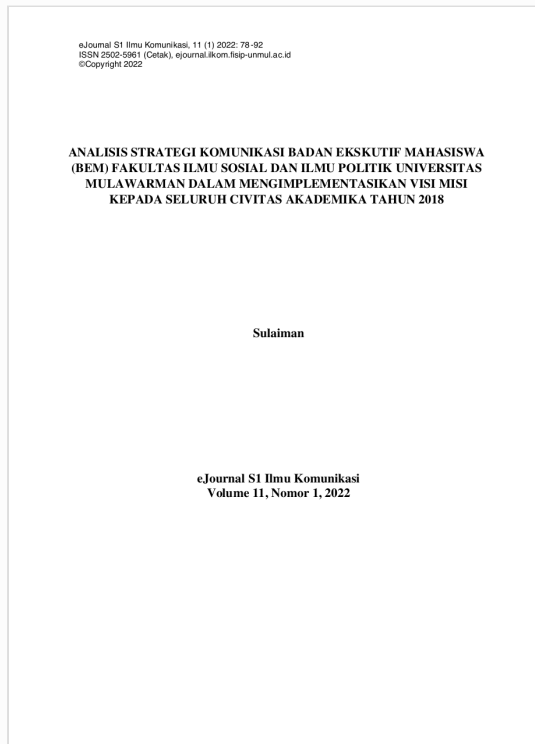 eJournal S1 Ilmu Komunikasi, 11 (1) 2022: 78-92
ISSN 2502-5961 (Cetak), ejournal.ilkom.fisip-unmul.ac.id
©Copyright 2022
ANALISIS STRATEGI KOMUNIKASI BADAN EKSKUTIF MAHASISWA
(BEM) FAKULTAS ILMU SOSIAL DAN ILMU POLITIK UNIVERSITAS
MULAWARMAN DALAM MENGIMPLEMENTASIKAN VISI MISI
KEPADA SELURUH CIVITAS AKADEMIKA TAHUN 2018
Sulaiman
eJournal S1 Ilmu Komunikasi
Volume 11, Nomor 1, 2022